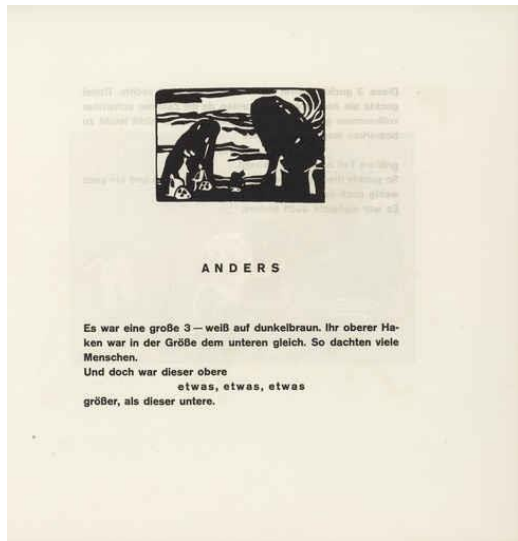 ANDERS
Es war eine große 3 — weiß auf dunkelbraun. Ihr oberer Ha-
ken war in der Größe dem unteren gleich. So dachten viele
Menschen.
Und doch war dieser obere
etwas, etwas, etwas
größer, als dieser untere.